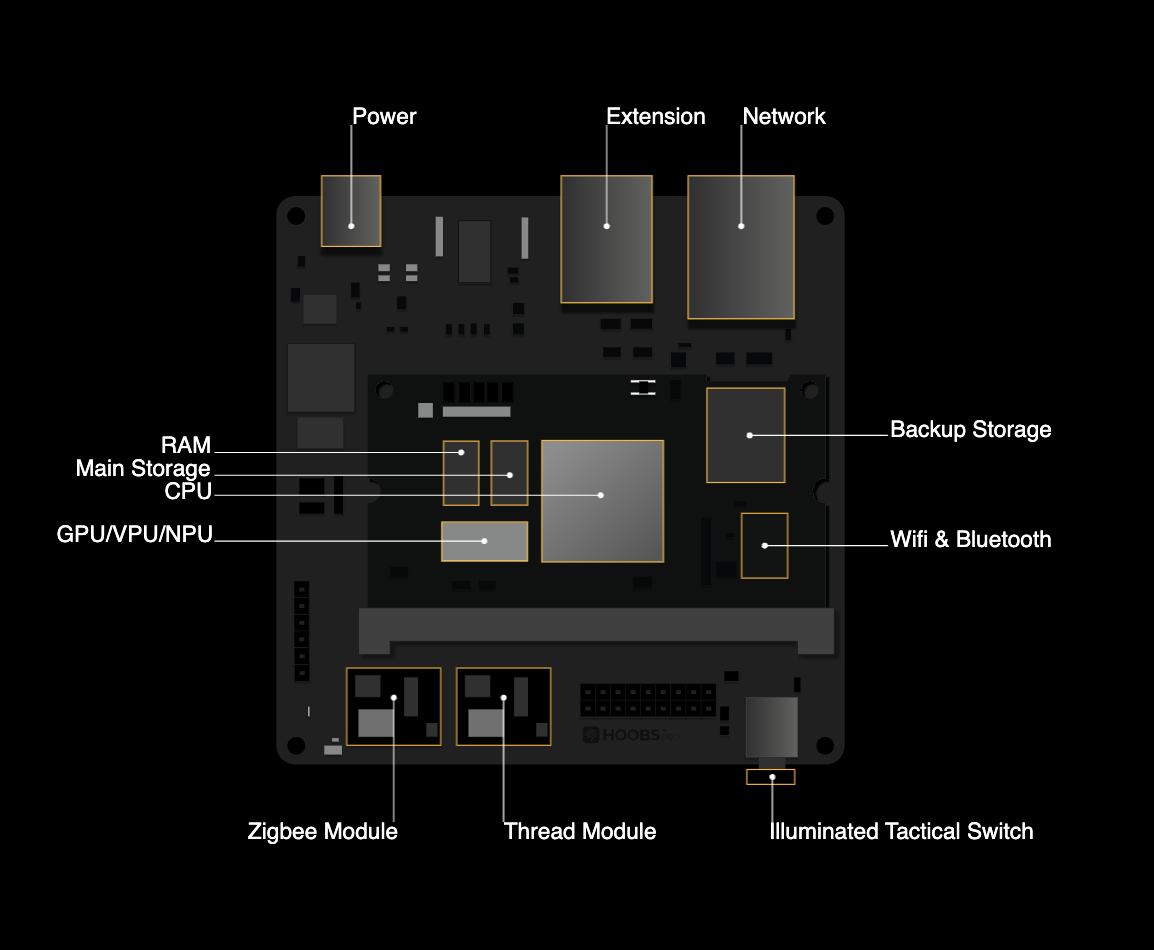 Power
Extension
Network
RAM
Main Storage
CPU
GPU/VPU/NPU
Backup Storage
Wifi & Bluetooth
HOOBS
Zigbee Module
Thread Module
Illuminated Tactical Switch